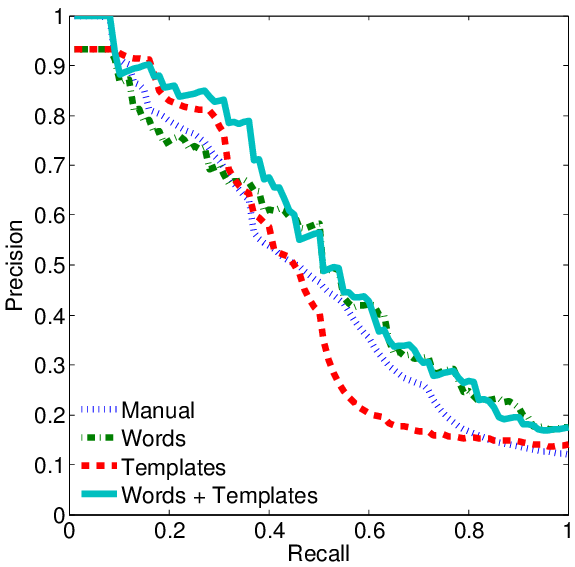 1
0.9
0.8
0.7
0.6
0.5
0.4
0.3
0.2
0.1
0
Precision
Manual
Words
Templates
Words + Templates
0 0.2 0.4 0.6 0.8 1
Recall